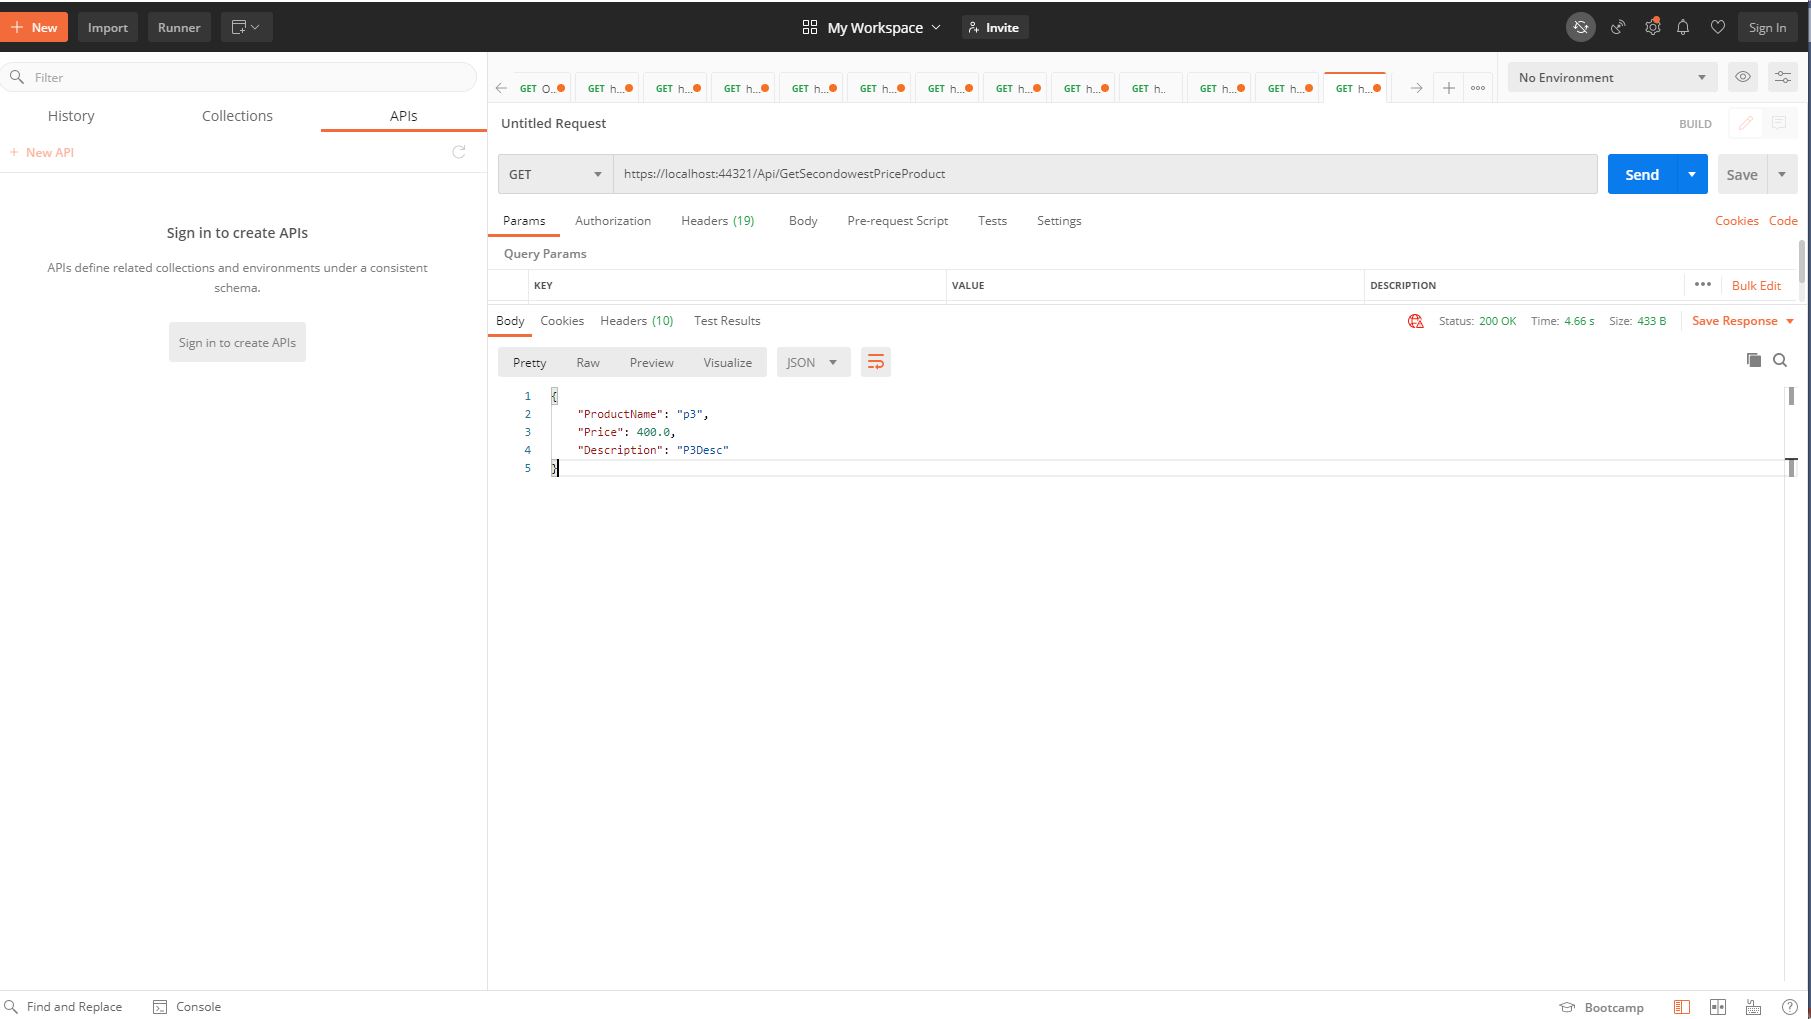 + New Import Runner My Workspace Invite Sign In
Filter
GET O.. GET h... GET h... GET h... GET h... GET h... GET h... GET h... GET h... GET h.. GET h... GET h... GET h... No Environment
History Collections APIs
+ New API
Untitled Request BUILD
GET https://localhost:44321/Api/GetSecondowestPriceProduct Send Save
Params Authorization Headers (19) Body Pre-request Script Tests Settings Cookies Code
Sign in to create APIs
APIs define related collections and environments under a consistent
schema.
Sign in to create APIs
Query Params
KEY VALUE DESCRIPTION ••• Bulk Edit
Body Cookies Headers (10) Test Results Status: 200 OK Time: 4.66 s Size: 433 B Save Response
Pretty Raw Preview Visualize JSON
1 {
2 "ProductName": "p3",
3 "Price": 400.0,
4 "Description": "P3Desc"
5 }
Find and Replace Console Bootcamp